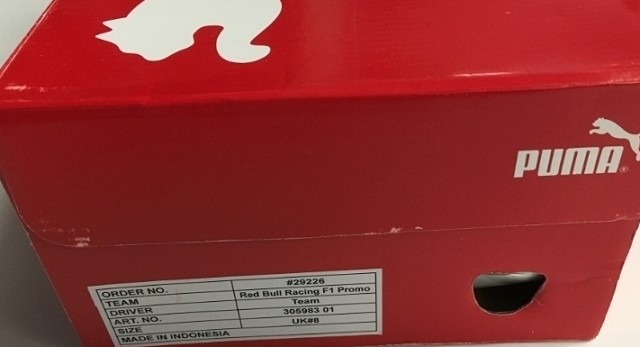 PUMA
ORDER NO. #29226
TEAM Red Bull Racing F1 Promo
DRIVER Team
ART. NO. 305983 01
SIZE UK#8
MADE IN INDONESIA